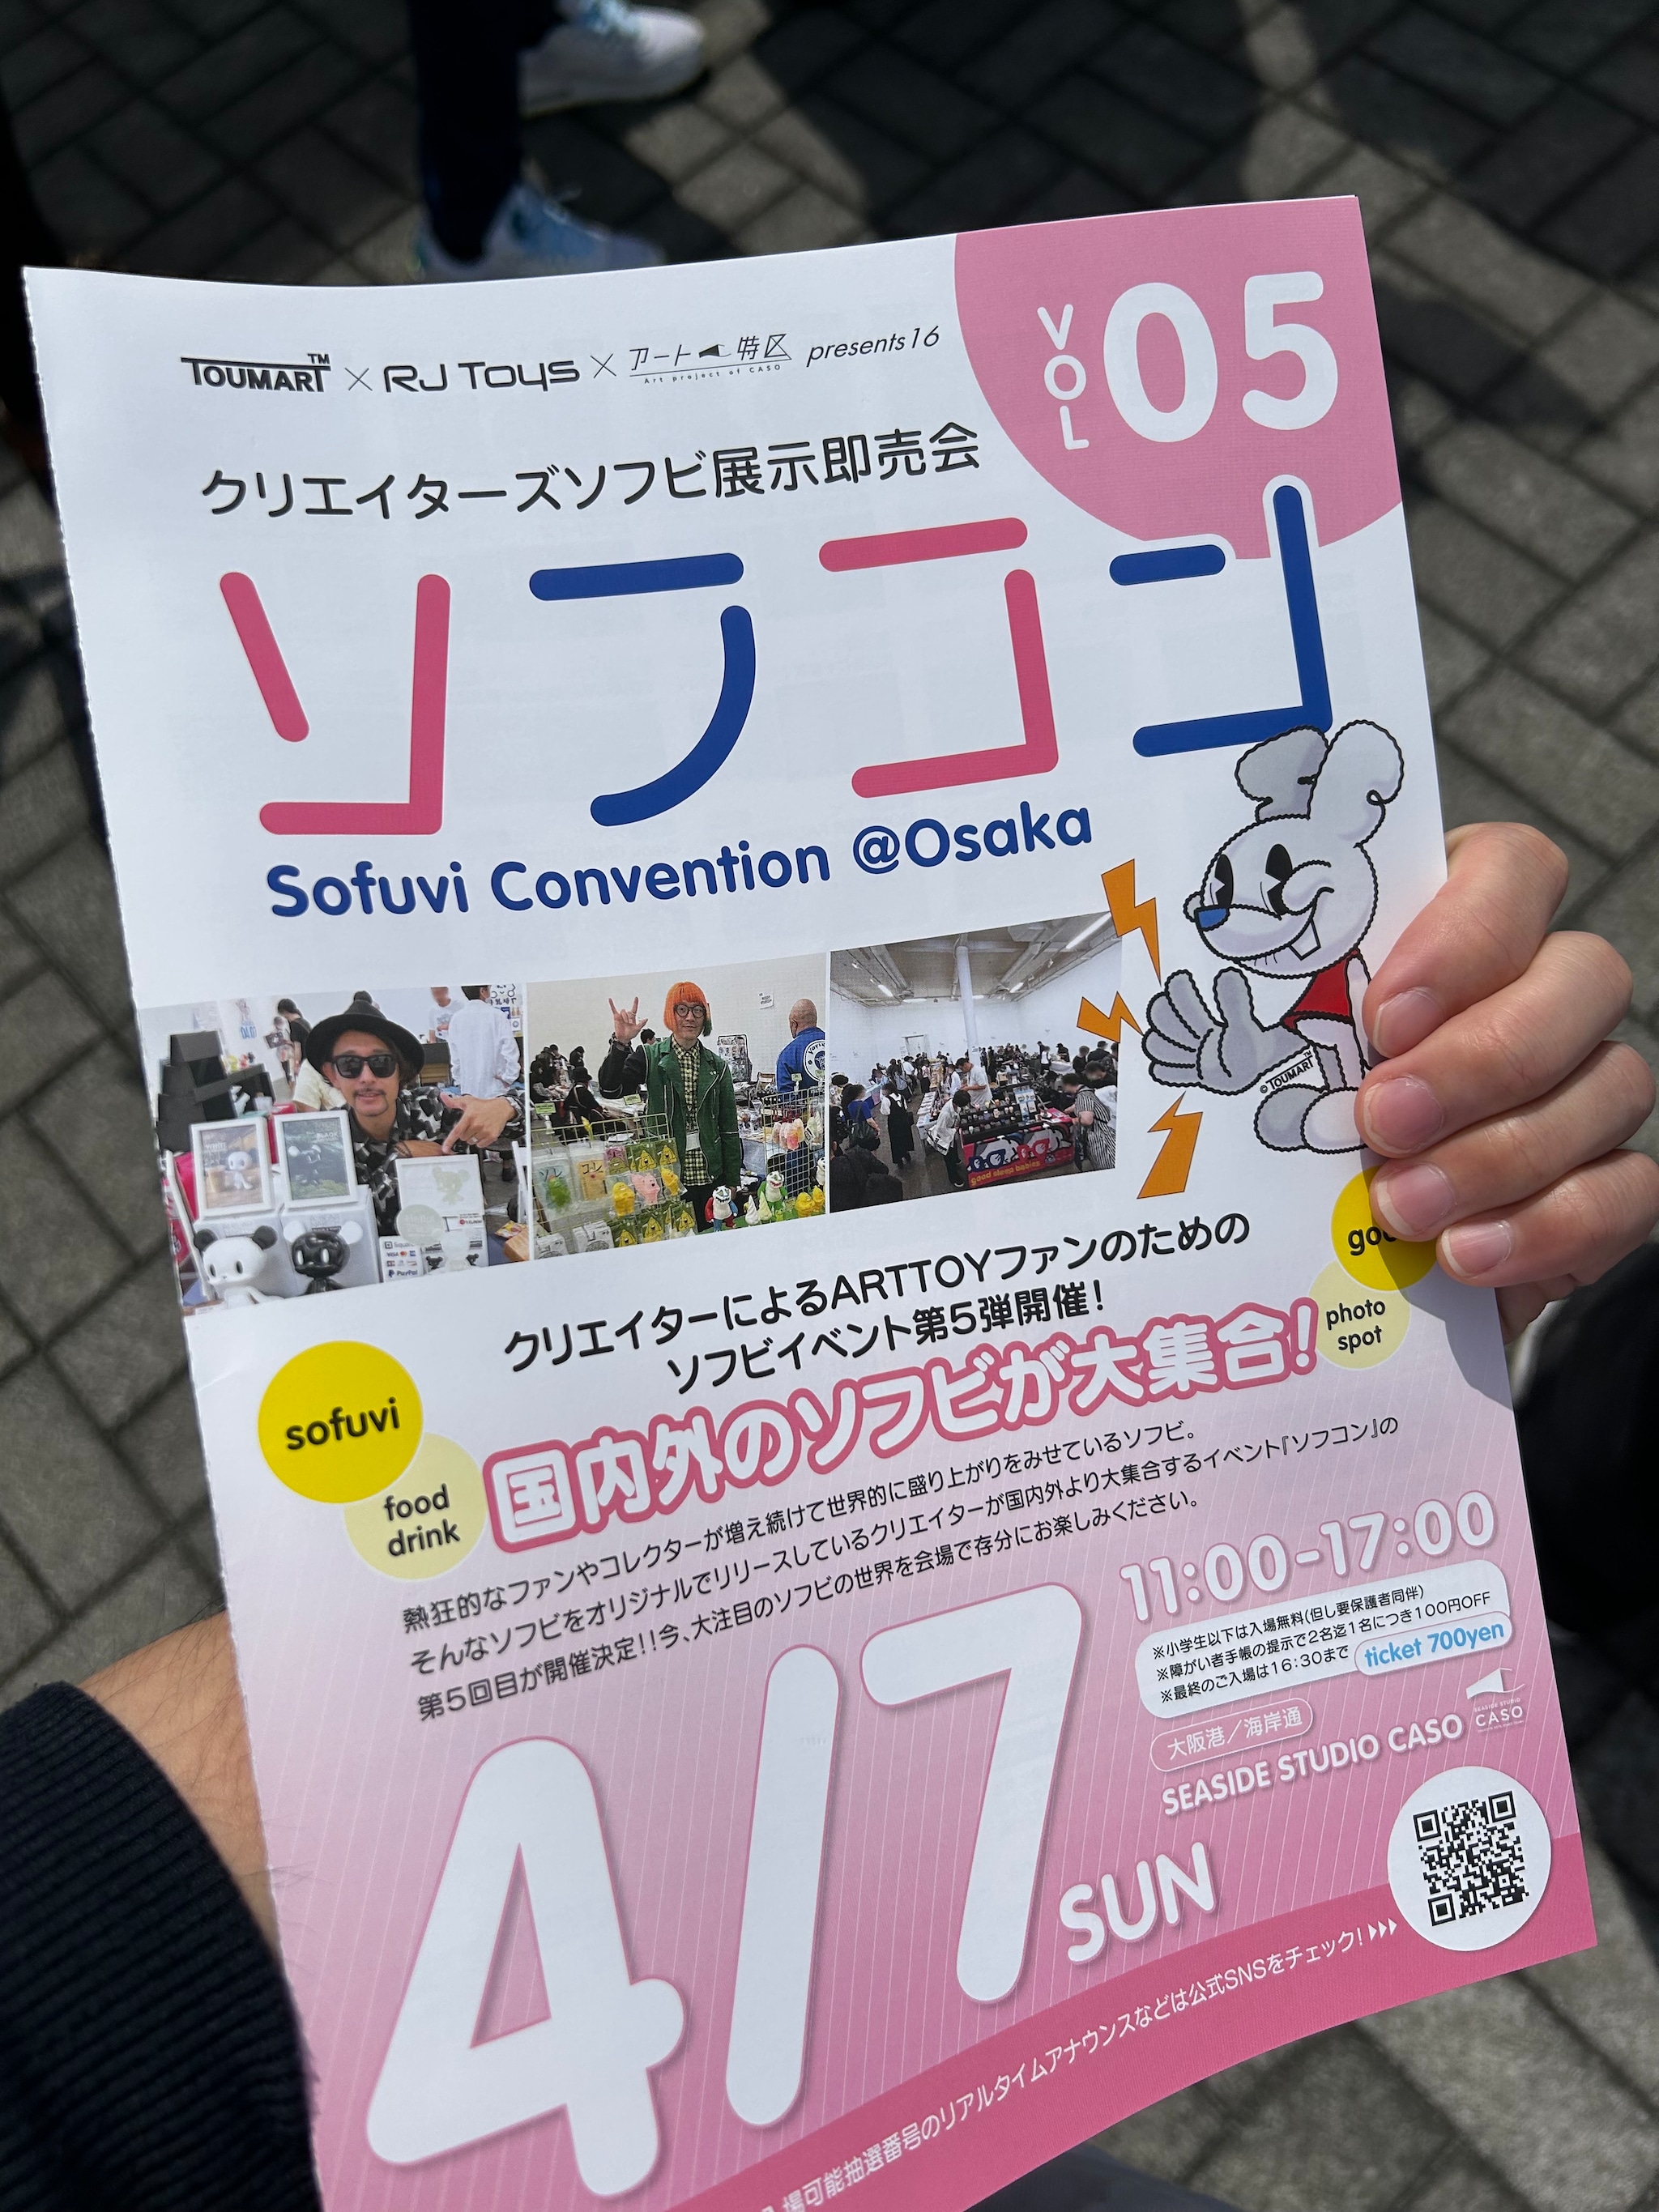 VOL 05
TOUMART™ × RJ Toys × アート特区 presents16
Art project of CASO
クリエイターズソフビ展示即売会
ソフコン
Sofuvi Convention @Osaka
©TOUMART™
クリエイターによるARTTOYファンのための
ソフビイベント第5弾開催！
photo
spot
sofuvi
food
drink
国内外のソフビが大集合！
熱狂的なファンやコレクターが増え続けて世界的に盛り上がりをみせているソフビ。
そんなソフビをオリジナルでリリースしているクリエイターが国内外より大集合するイベント『ソフコン』の
第5回目が開催決定!!今、大注目のソフビの世界を会場で存分にお楽しみください。
11:00-17:00
※小学生以下は入場無料(但し要保護者同伴)
※障がい者手帳の提示で2名迄1名につき100円OFF
※最終のご入場は16:30まで
ticket 700yen
大阪港／海岸通
SEASIDE STUDIO CASO
SEASIDE STUDIO
CASO
4/7
SUN
場可能抽選番号のリアルタイムアナウンスなどは公式SNSをチェック!